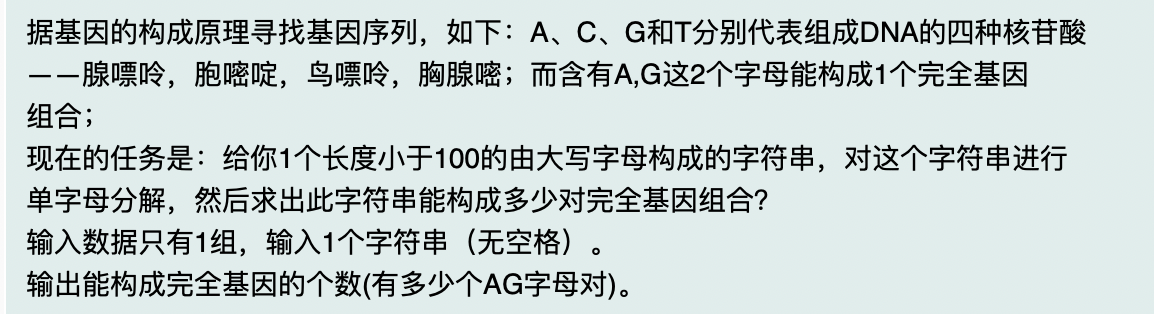 据基因的构成原理寻找基因序列，如下：A、C、G和T分别代表组成DNA的四种核苷酸
——腺嘌呤，胞嘧啶，鸟嘌呤，胸腺嘧；而含有A,G这2个字母能构成1个完全基因
组合；
现在的任务是：给你1个长度小于100的由大写字母构成的字符串，对这个字符串进行
单字母分解，然后求出此字符串能构成多少对完全基因组合？
输入数据只有1组，输入1个字符串（无空格）。
输出能构成完全基因的个数(有多少个AG字母对)。